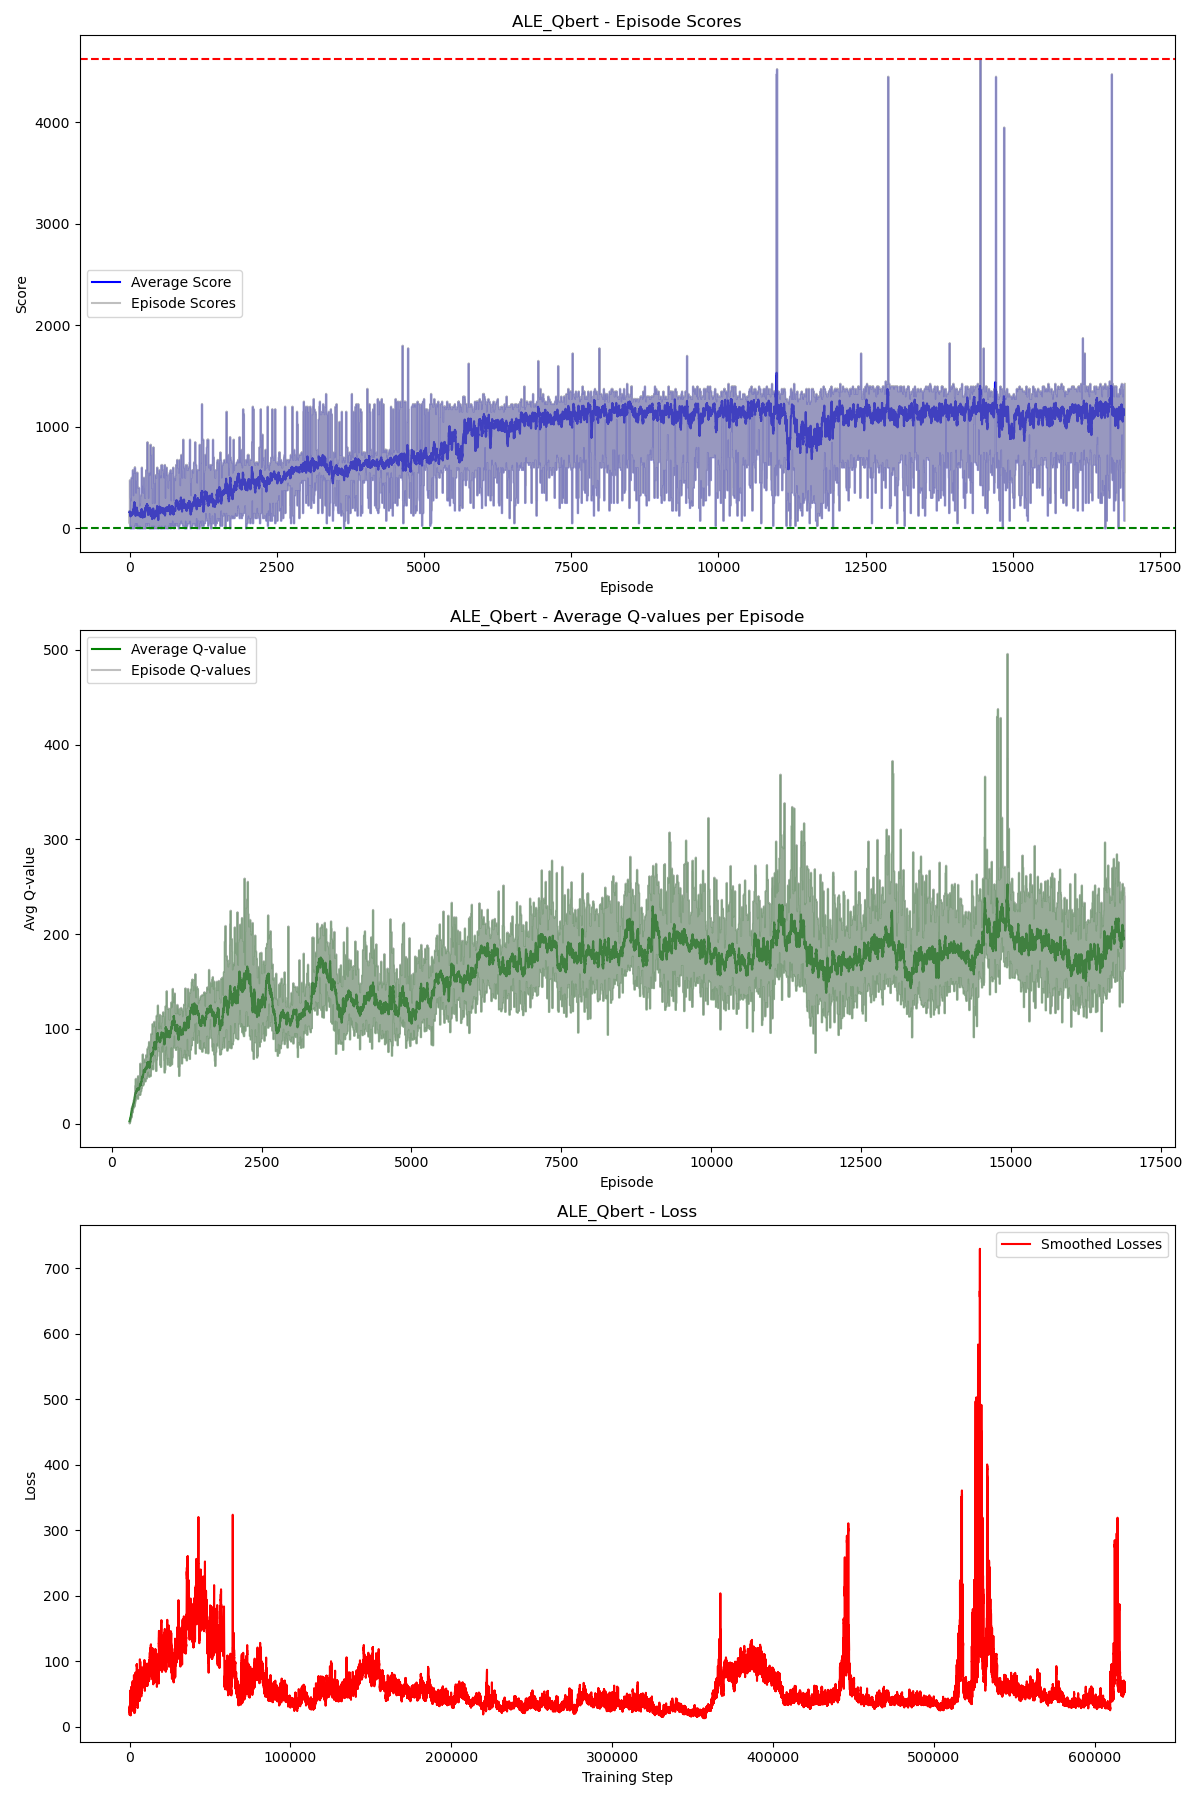 ALE_Qbert - Episode Scores
4000
3000
2000
1000
0
Score
Average Score
Episode Scores
0 2500 5000 7500 10000 12500 15000 17500
Episode
ALE_Qbert - Average Q-values per Episode
500
400
300
200
100
0
Avg Q-value
Average Q-value
Episode Q-values
0 2500 5000 7500 10000 12500 15000 17500
Episode
ALE_Qbert - Loss
700
600
500
400
300
200
100
0
Loss
Smoothed Losses
0 100000 200000 300000 400000 500000 600000
Training Step